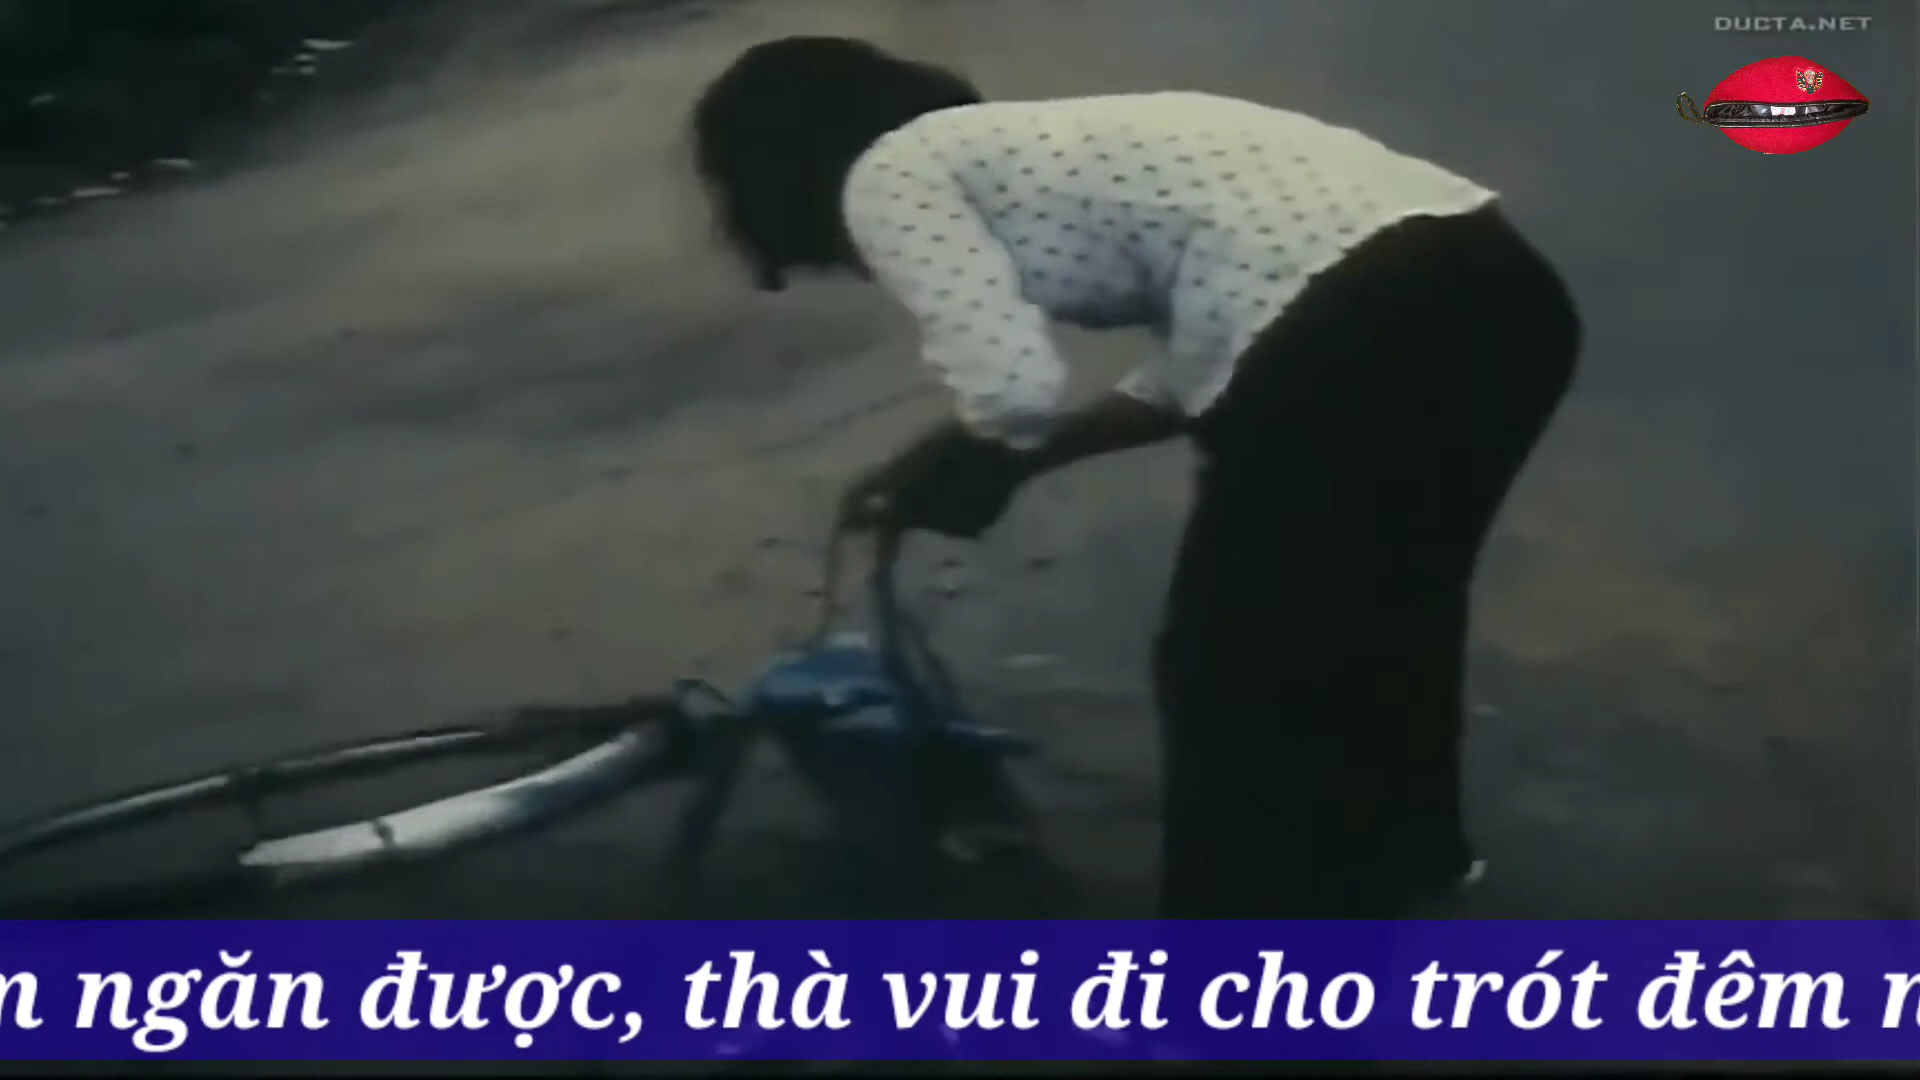 DUCTA.NET
ngăn được, thà vui đi cho trót đêm